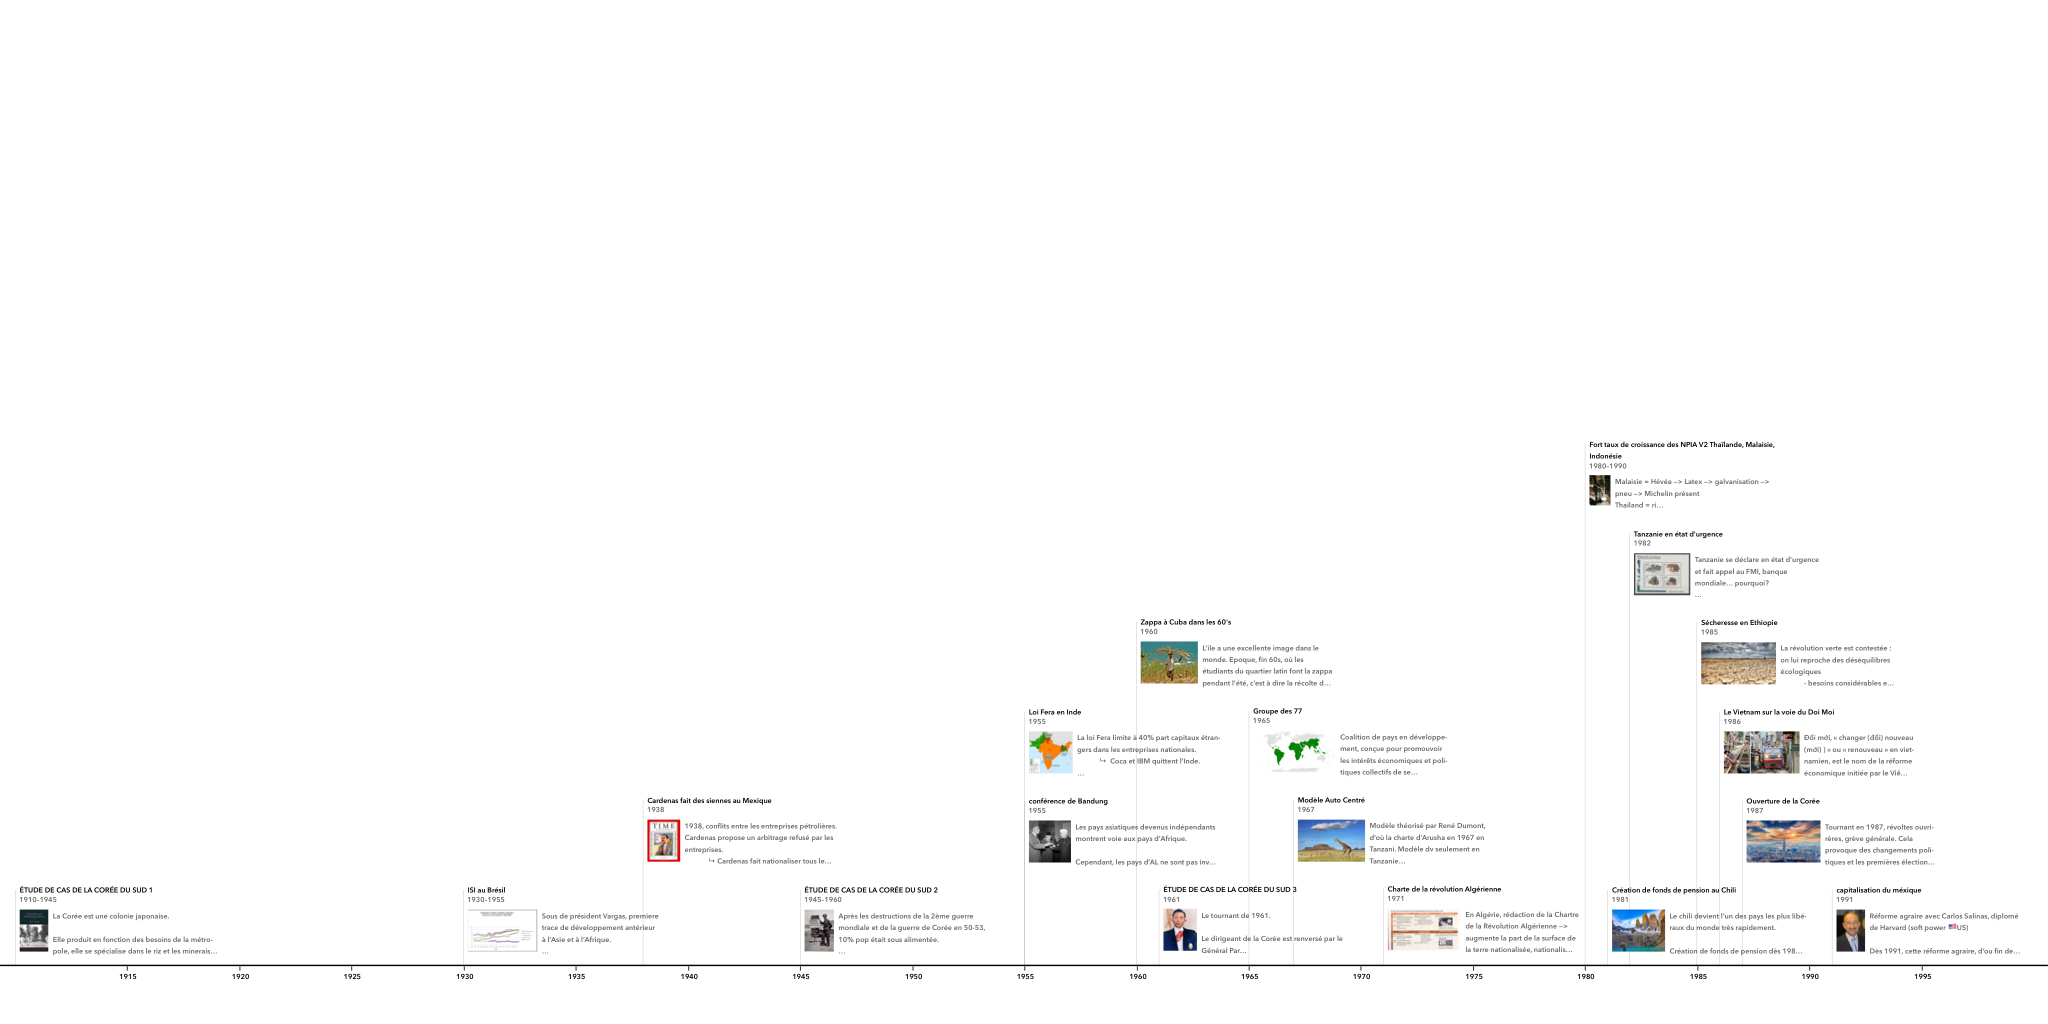 Fort taux de croissance des NPIA V2 Thaïlande, Malaisie,
Indonésie
1980-1990
Malaisie = Hévéa –> Latex –> galvanisation –>
pneu –> Michelin présent
Thailand = ri…
Tanzanie en état d'urgence
1982
TANZANIA
Tanzanie se déclare en état d'urgence
et fait appel au FMI, banque
mondiale… pourquoi?
…
Zappa à Cuba dans les 60's
1960
L'île a une excellente image dans le
monde. Epoque, fin 60s, où les
étudiants du quartier latin font la zappa
pendant l'été, c'est à dire la récolte d…
Sécheresse en Ethiopie
1985
La révolution verte est contestée :
on lui reproche des déséquilibres
écologiques
- besoins considérables e…
Loi Fera en Inde
1955
La loi Fera limite à 40% part capitaux étran-
gers dans les entreprises nationales.
↳ Coca et IBM quittent l'Inde.
…
Groupe des 77
1965
Coalition de pays en développe-
ment, conçue pour promouvoir
les intérêts économiques et poli-
tiques collectifs de se…
Le Vietnam sur la voie du Doi Moi
1986
Đổi mới, « changer (đổi) nouveau
(mới) ) » ou « renouveau » en viet-
namien, est le nom de la réforme
économique initiée par le Vié…
Cardenas fait des siennes au Mexique
1938
TIME
1938, conflits entre les entreprises pétrolières.
Cardenas propose un arbitrage refusé par les
entreprises.
↳ Cardenas fait nationaliser tous le…
conférence de Bandung
1955
Les pays asiatiques devenus indépendants
montrent voie aux pays d'Afrique.
Cependant, les pays d'AL ne sont pas inv…
Modèle Auto Centré
1967
Modèle théorisé par René Dumont,
d'où la charte d'Arusha en 1967 en
Tanzani. Modèle dv seulement en
Tanzanie…
Ouverture de la Corée
1987
Tournant en 1987, révoltes ouvri-
rères, grève générale. Cela
provoque des changements poli-
tiques et les premières élection…
ÉTUDE DE CAS DE LA CORÉE DU SUD 1
1910-1945
La Corée est une colonie japonaise.
Elle produit en fonction des besoins de la métro-
pole, elle se spécialise dans le riz et les minerais…
ISI au Brésil
1930-1955
Sous de président Vargas, premiere
trace de développement antérieur
à l'Asie et à l'Afrique.
…
ÉTUDE DE CAS DE LA CORÉE DU SUD 2
1945-1960
Après les destructions de la 2ème guerre
mondiale et de la guerre de Corée en 50-53,
10% pop était sous alimentée.
…
ÉTUDE DE CAS DE LA CORÉE DU SUD 3
1961
Le tournant de 1961.
Le dirigeant de la Corée est renversé par le
Général Par…
Charte de la révolution Algérienne
1971
En Algérie, rédaction de la Chartre
de la Révolution Algérienne –>
augmente la part de la surface de
la terre nationalisée, nationalis…
Création de fonds de pension au Chili
1981
Le chili devient l'un des pays les plus libé-
raux du monde très rapidement.
Création de fonds de pension dès 198…
capitalisation du méxique
1991
Réforme agraire avec Carlos Salinas, diplomé
de Harvard (soft power 🇺🇸US)
Dès 1991, cette réforme agraire, d'ou fin de…
1915 1920 1925 1930 1935 1940 1945 1950 1955 1960 1965 1970 1975 1980 1985 1990 1995